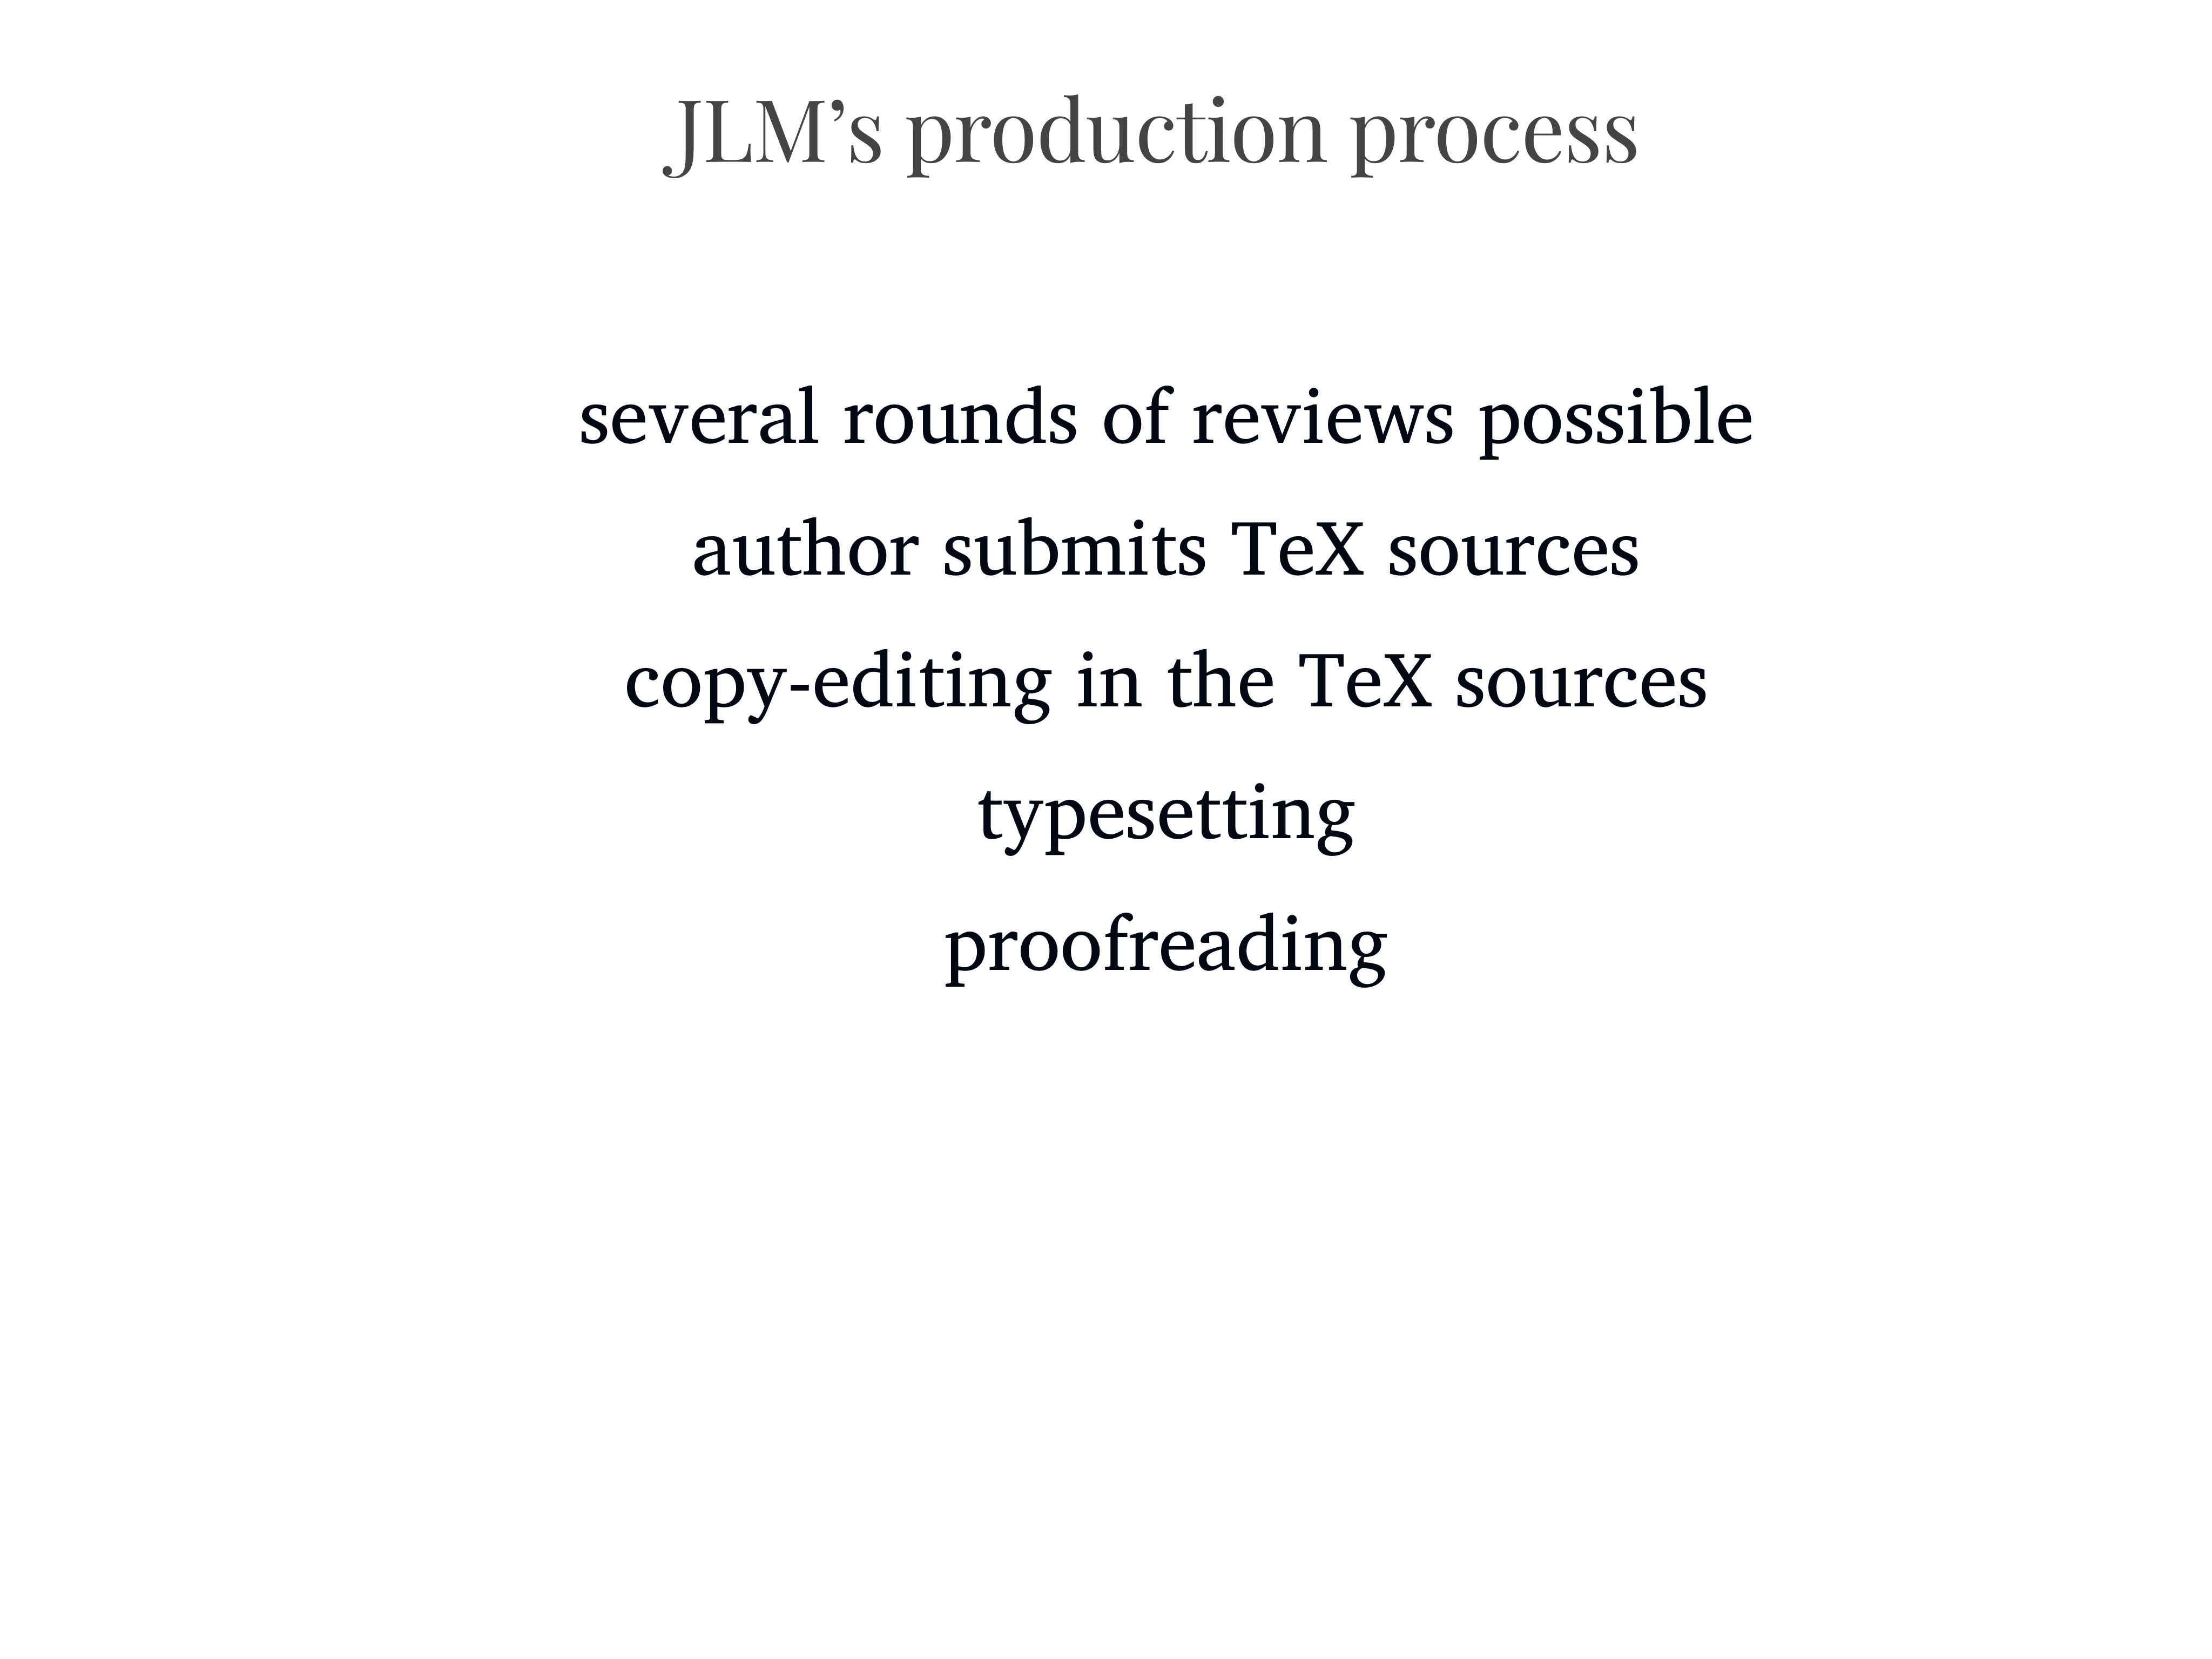 JLM’s production process
several rounds of reviews possible
author submits TeX sources
copy-editing in the TeX sources
typesetting
proofreading